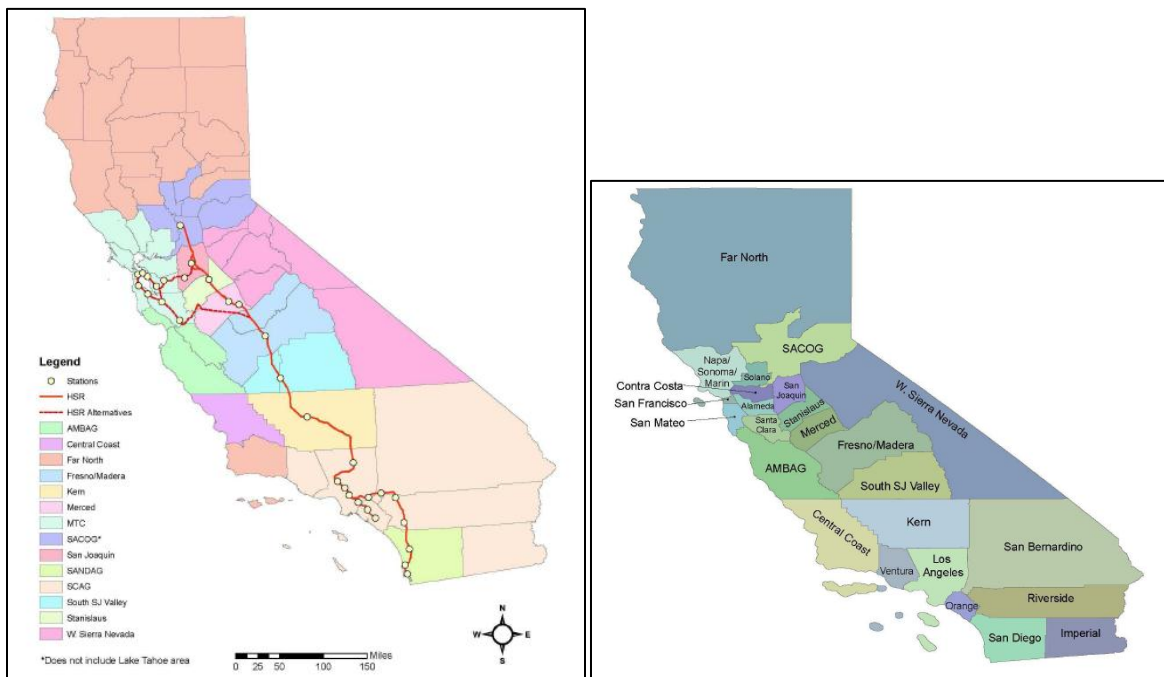 Legend
Stations
HSR
HSR Alternatives
AMBAG
Central Coast
Far North
Fresno/Madera
Kern
Merced
MTC
SACOG*
San Joaquin
SANDAG
SCAG
South SJ Valley
Stanislaus
W. Sierra Nevada
*Does not include Lake Tahoe area
N
W E
S
Miles
0 25 50 100 150
Far North
SACOG
Napa/
Sonoma/
Marin
Solano
Contra Costa
San Francisco
San Mateo
San
Joaquin
Alameda
Santa
Clara
Stanislaus
Merced
W. Sierra Nevada
Fresno/Madera
AMBAG
South SJ Valley
Central Coast
Kern
San Bernardino
Ventura
Los
Angeles
Orange
Riverside
San Diego
Imperial